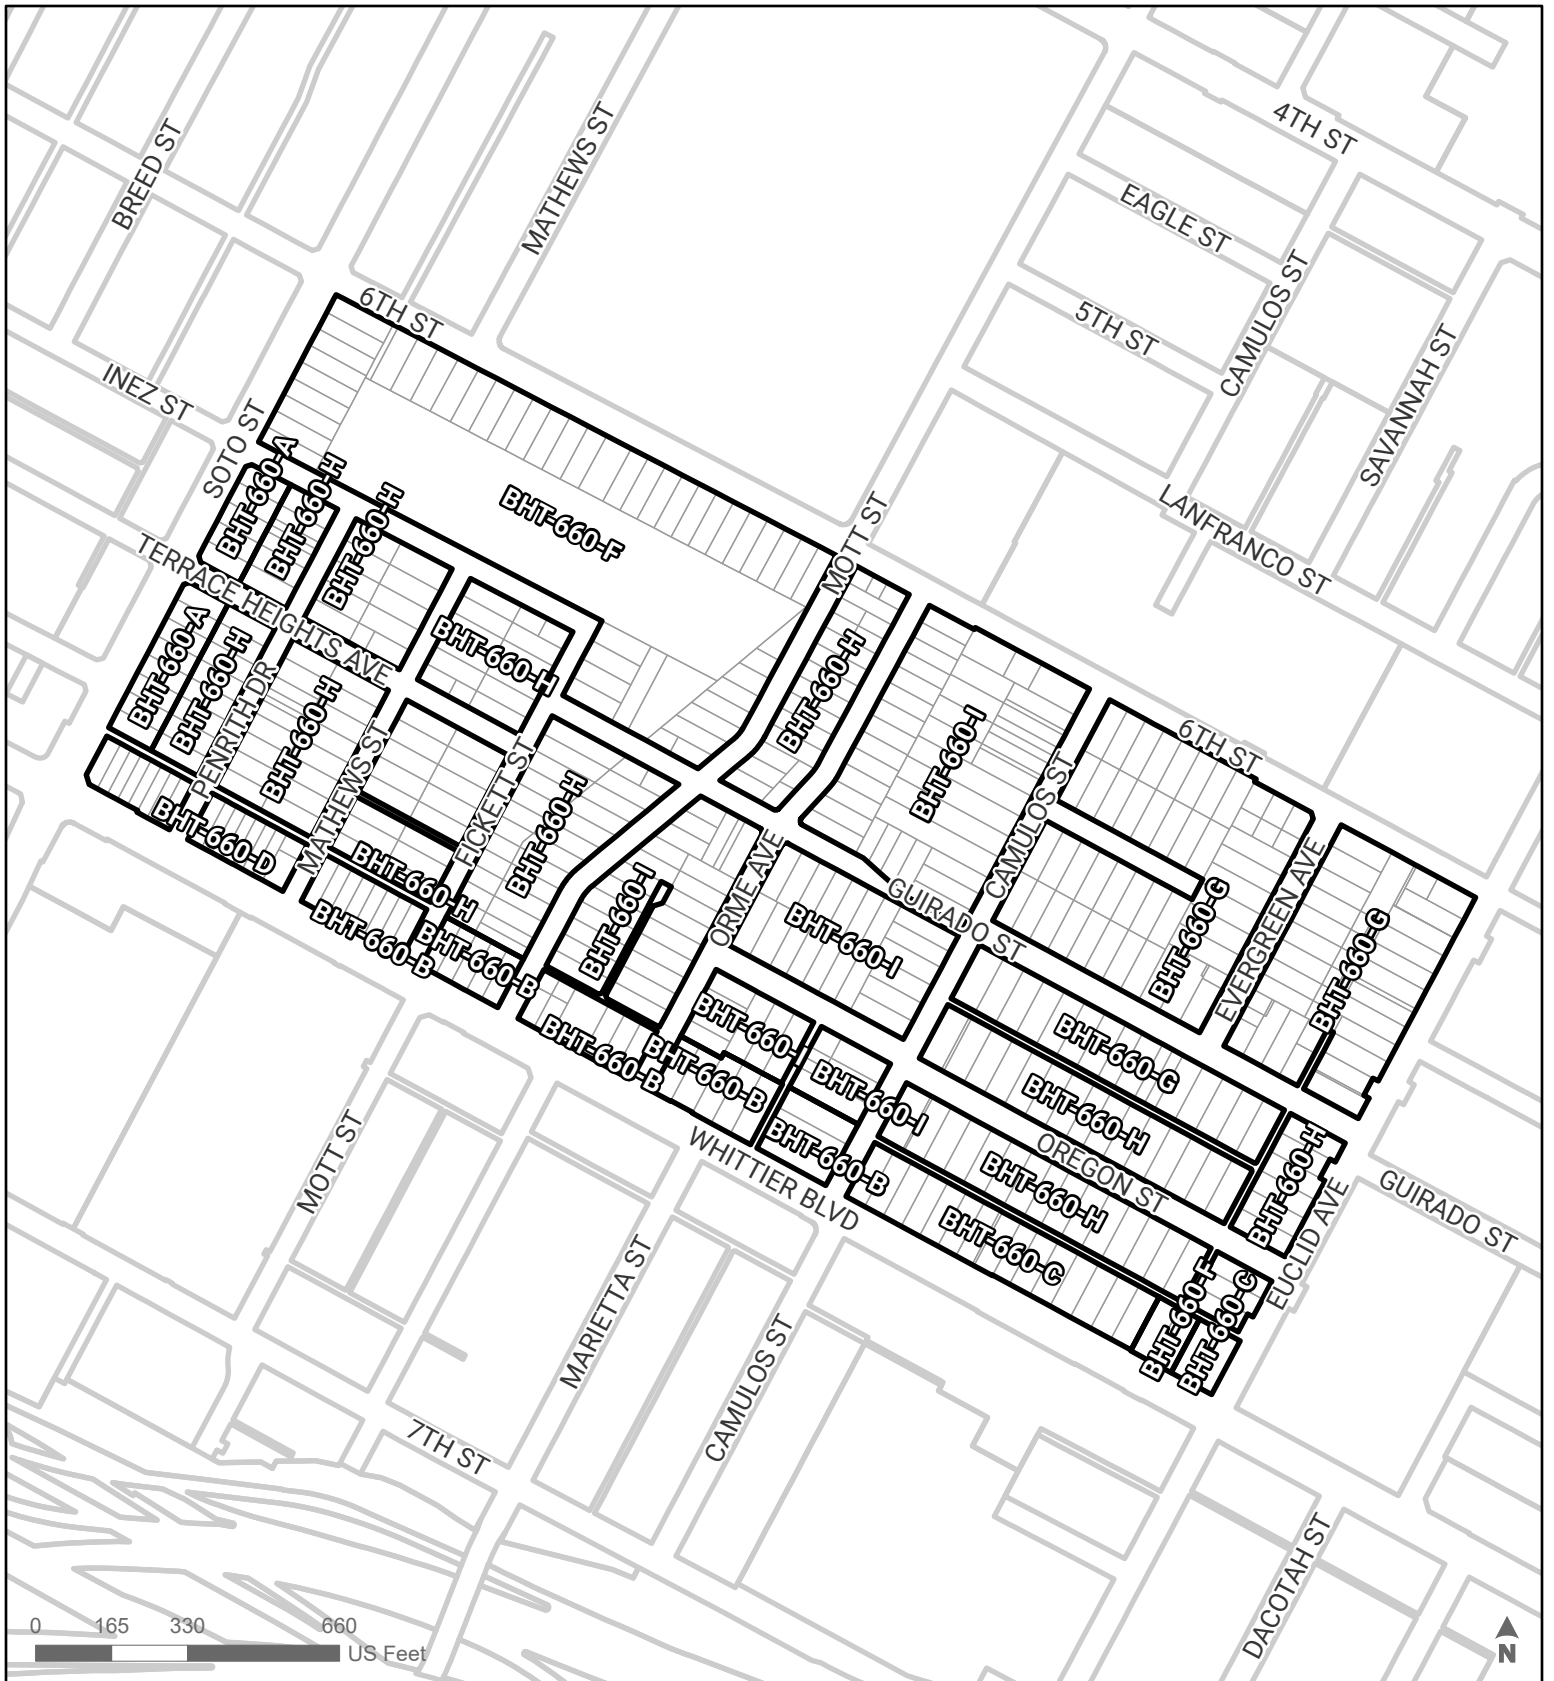 4TH ST
MATHEWS ST
BREED ST
EAGLE ST
CAMULOS ST
6TH ST
5TH ST
SAVANNAH ST
INEZ ST
SOTO ST
BHT-660-A
BHT-660-H
BHT-660-H
BHT-660-F
MOTT ST
LANFRANCO ST
TERRACE HEIGHTS AVE
BHT-660-A
BHT-660-H
BHT-660-H
BHT-660-H
PENRITH DR
BHT-660-H
BHT-660-I
6TH ST
MATHEWS ST
FICKETT ST
BHT-660-H
CAMULOS ST
BHT-660-D
BHT-660-H
BHT-660-I
ORME AVE
GUIRADO ST
EVERGREEN AVE
BHT-660-G
BHT-660-G
BHT-660-B
BHT-660-B
BHT-660-I
BHT-660-B
BHT-660-I
BHT-660-B
BHT-660-G
BHT-660-I
BHT-660-H
BHT-660-B
OREGON ST
BHT-660-H
BHT-660-H
WHITTIER BLVD
GUIRADO ST
MOTT ST
BHT-660-C
EUCLID AVE
BHT-660-F
BHT-660-C
MARIETTA ST
CAMULOS ST
7TH ST
DACOTAH ST
0 165 330 660
US Feet
N